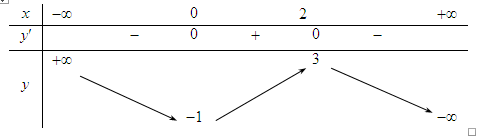 x −∞ 0 2 +∞
y′ − 0 + 0 −
+∞ 3
y
−1 −∞